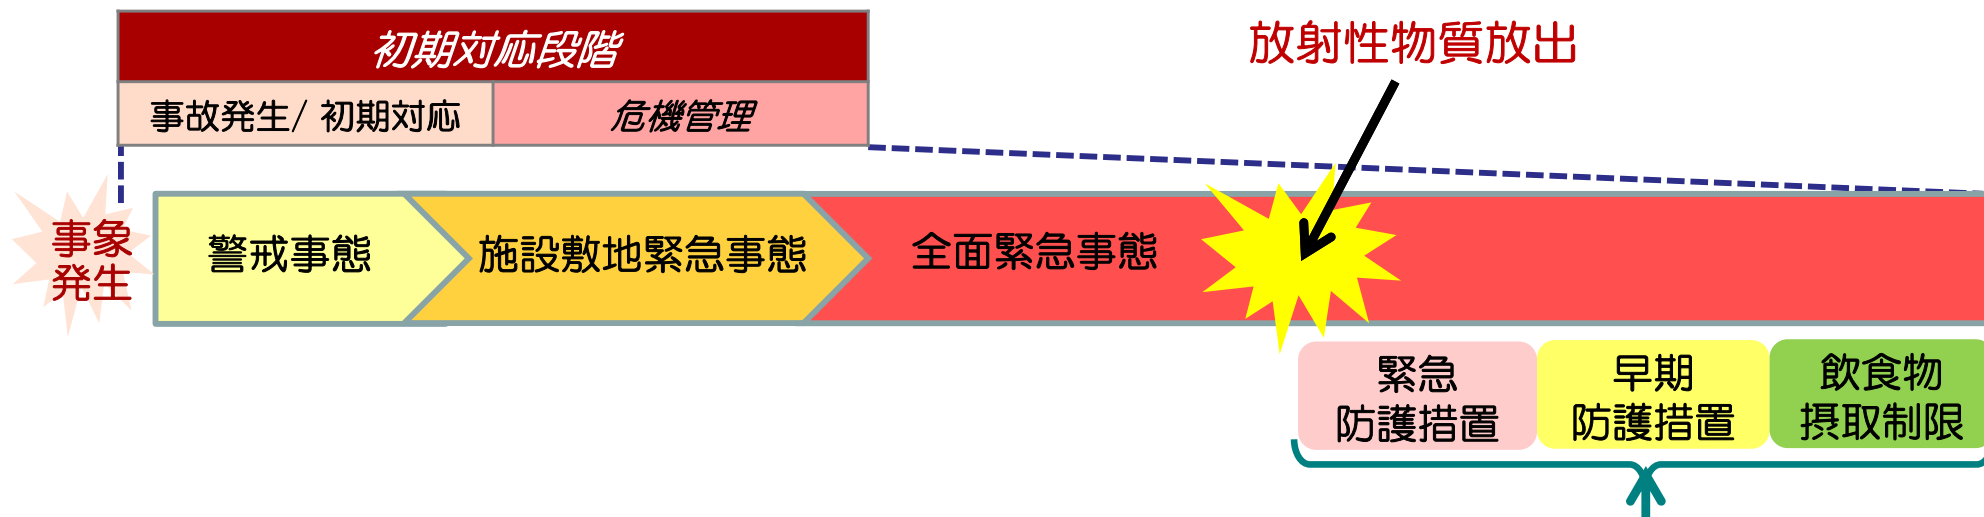 初期対応段階
放射性物質放出
事故発生/ 初期対応
危機管理
事象
発生
警戒事態
施設敷地緊急事態
全面緊急事態
緊急
防護措置
早期
防護措置
飲食物
摂取制限